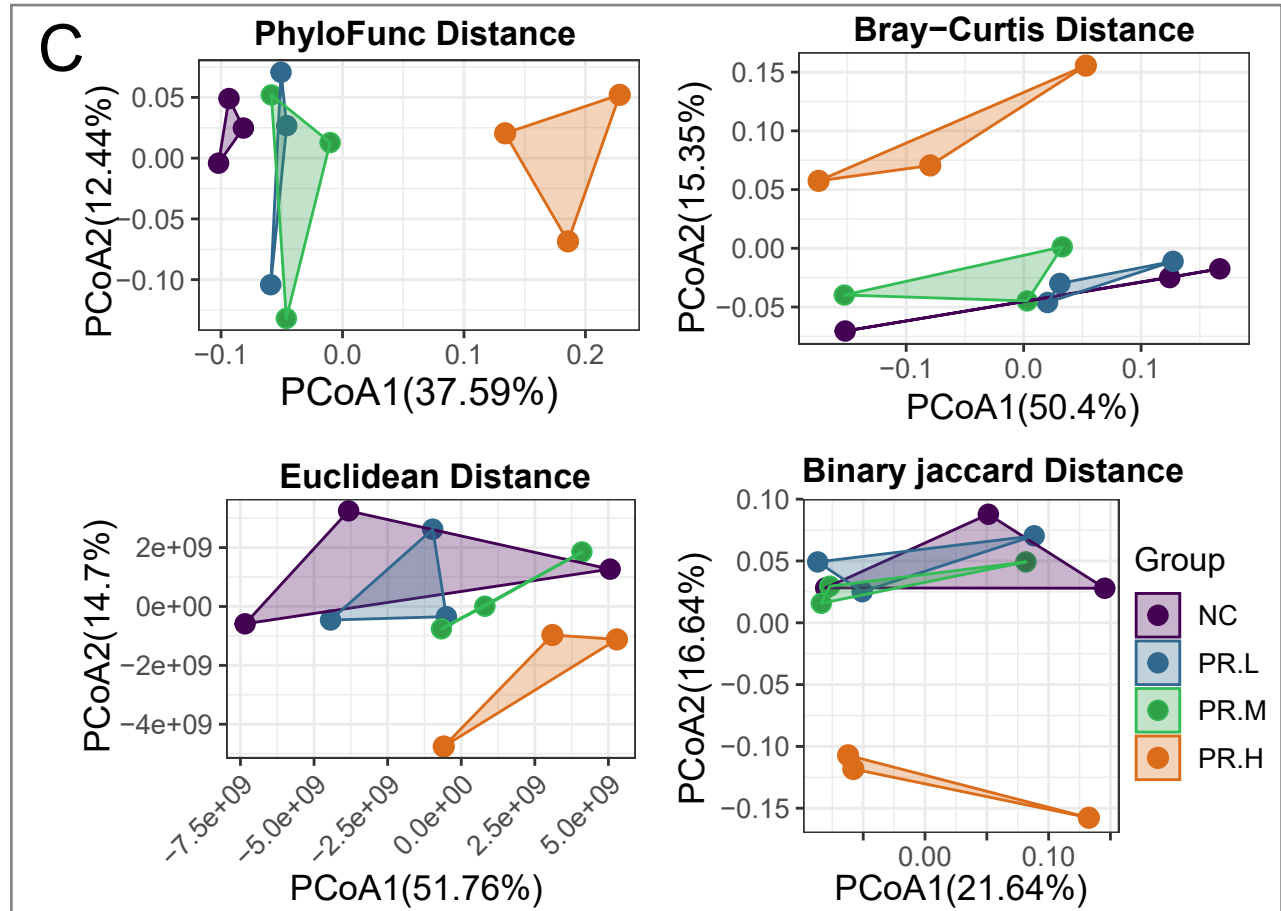 C
PhyloFunc Distance
PCoA2(12.44%)
0.05
0.00
−0.05
−0.10
−0.1
0.0
0.1
0.2
PCoA1(37.59%)
Bray−Curtis Distance
PCoA2(15.35%)
0.15
0.10
0.05
0.00
−0.05
−0.1
0.0
0.1
PCoA1(50.4%)
Euclidean Distance
PCoA2(14.7%)
2e+09
0e+00
−2e+09
−4e+09
−7.5e+09
−5.0e+09
−2.5e+09
0.0e+00
2.5e+09
5.0e+09
PCoA1(51.76%)
Binary jaccard Distance
PCoA2(16.64%)
0.10
0.05
0.00
−0.05
−0.10
−0.15
0.00
0.10
PCoA1(21.64%)
Group
NC
PR.L
PR.M
PR.H